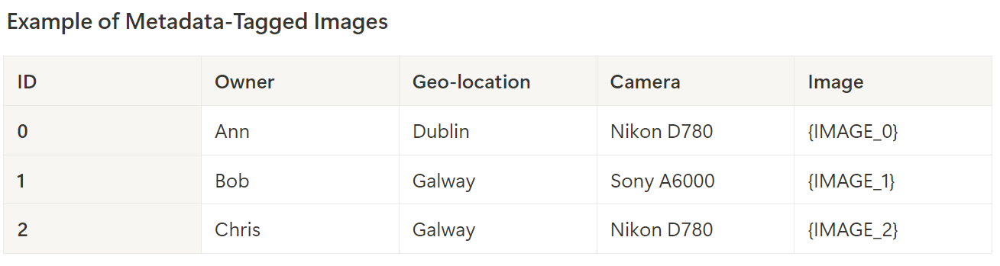 Example of Metadata-Tagged Images
ID Owner Geo-location Camera Image
0 Ann Dublin Nikon D780 {IMAGE_0}
1 Bob Galway Sony A6000 {IMAGE_1}
2 Chris Galway Nikon D780 {IMAGE_2}